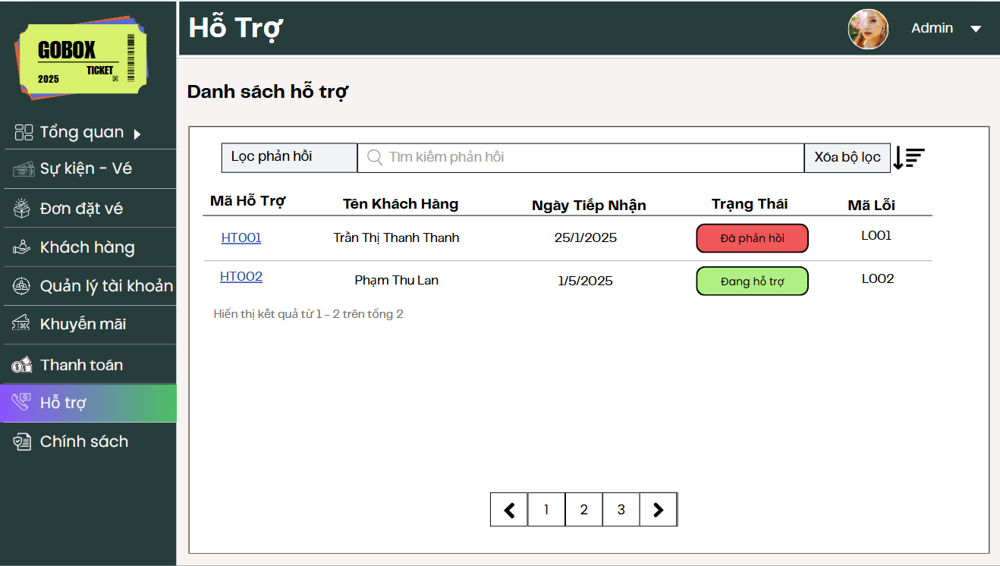 GOBOX
TICKET
2025
Tổng quan
Sự kiện - Vé
Đơn đặt vé
Khách hàng
Quản lý tài khoản
Khuyến mãi
Thanh toán
Hỗ trợ
Chính sách
Hỗ Trợ
Admin
Danh sách hỗ trợ
Lọc phản hồi
Tìm kiếm phản hồi
Xóa bộ lọc
Mã Hỗ Trợ Tên Khách Hàng Ngày Tiếp Nhận Trạng Thái Mã Lỗi
HT001 Trần Thị Thanh Thanh 25/1/2025 Đã phản hồi L001
HT002 Phạm Thu Lan 1/5/2025 Đang hỗ trợ L002
Hiển thị kết quả từ 1 - 2 trên tổng 2
1 2 3